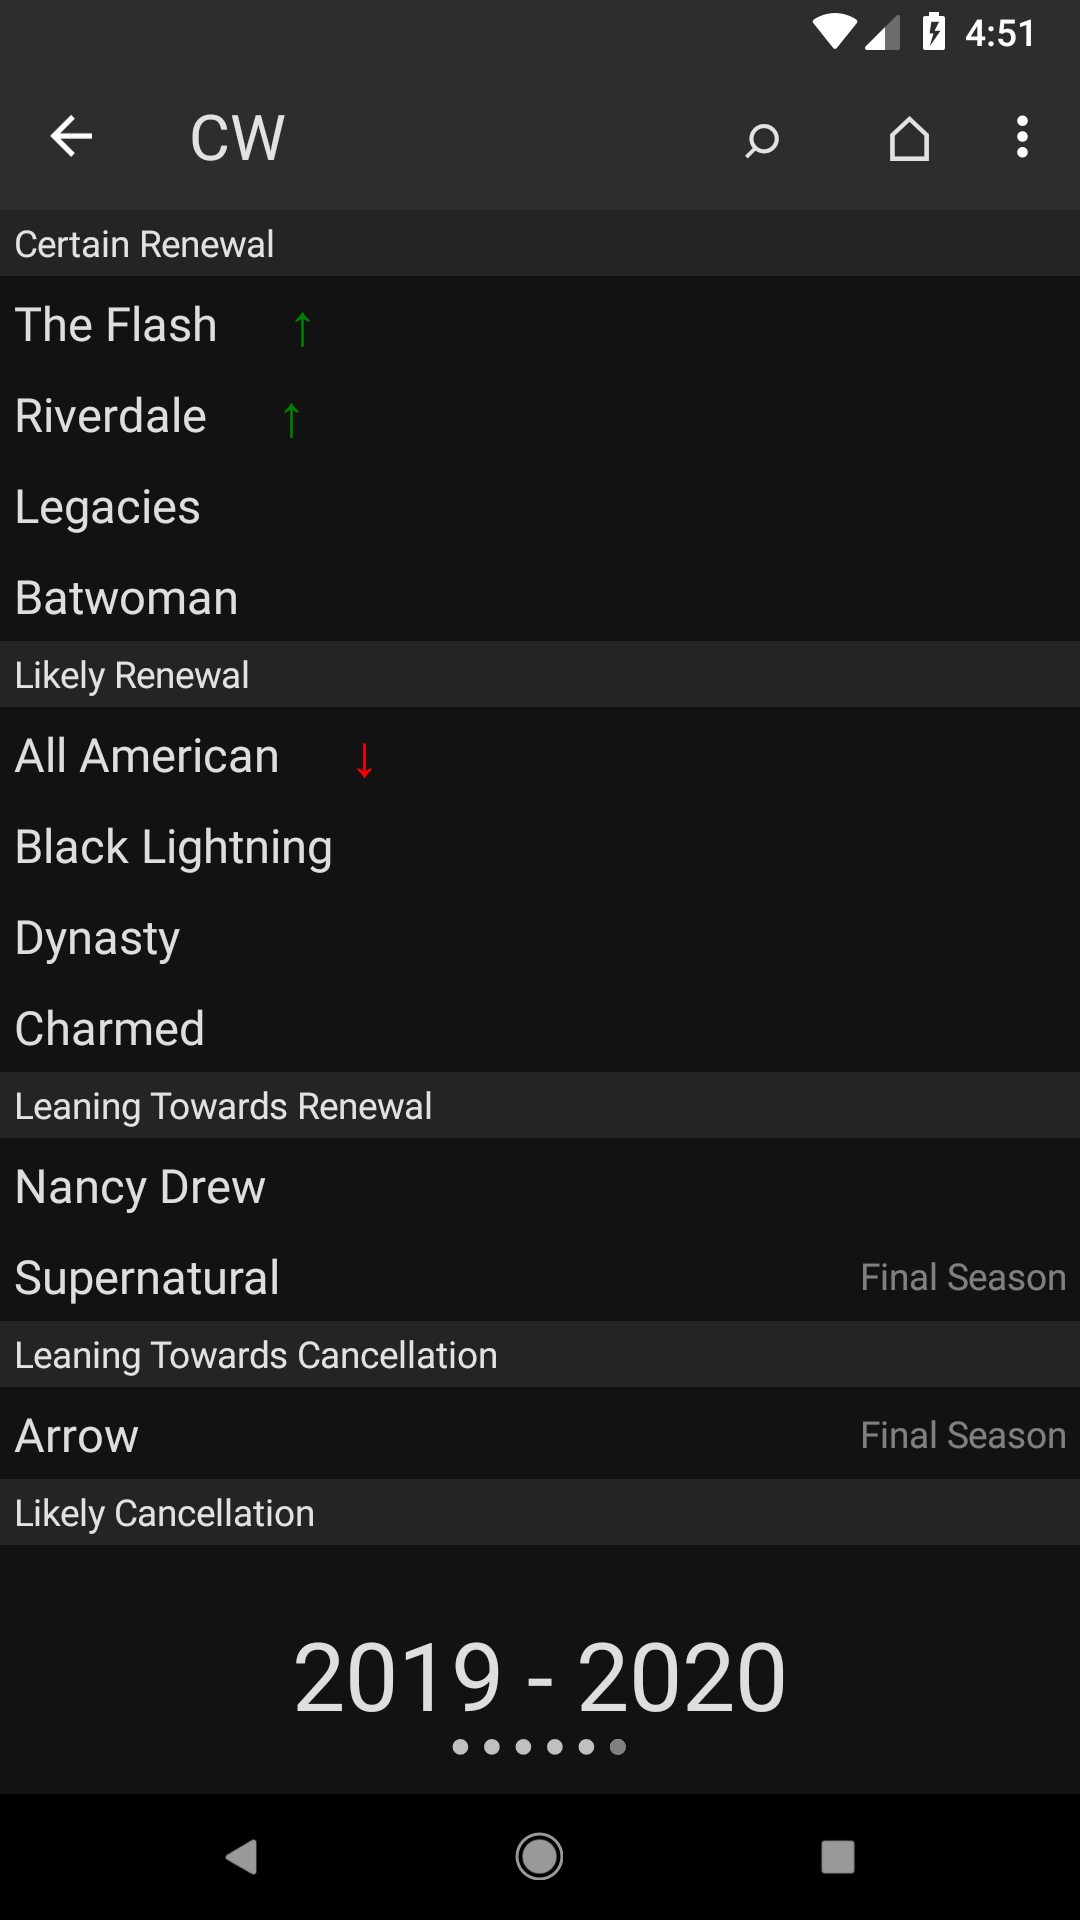 4:51
CW
Certain Renewal
The Flash ↑
Riverdale ↑
Legacies
Batwoman
Likely Renewal
All American ↓
Black Lightning
Dynasty
Charmed
Leaning Towards Renewal
Nancy Drew
Supernatural Final Season
Leaning Towards Cancellation
Arrow Final Season
Likely Cancellation
2019 - 2020